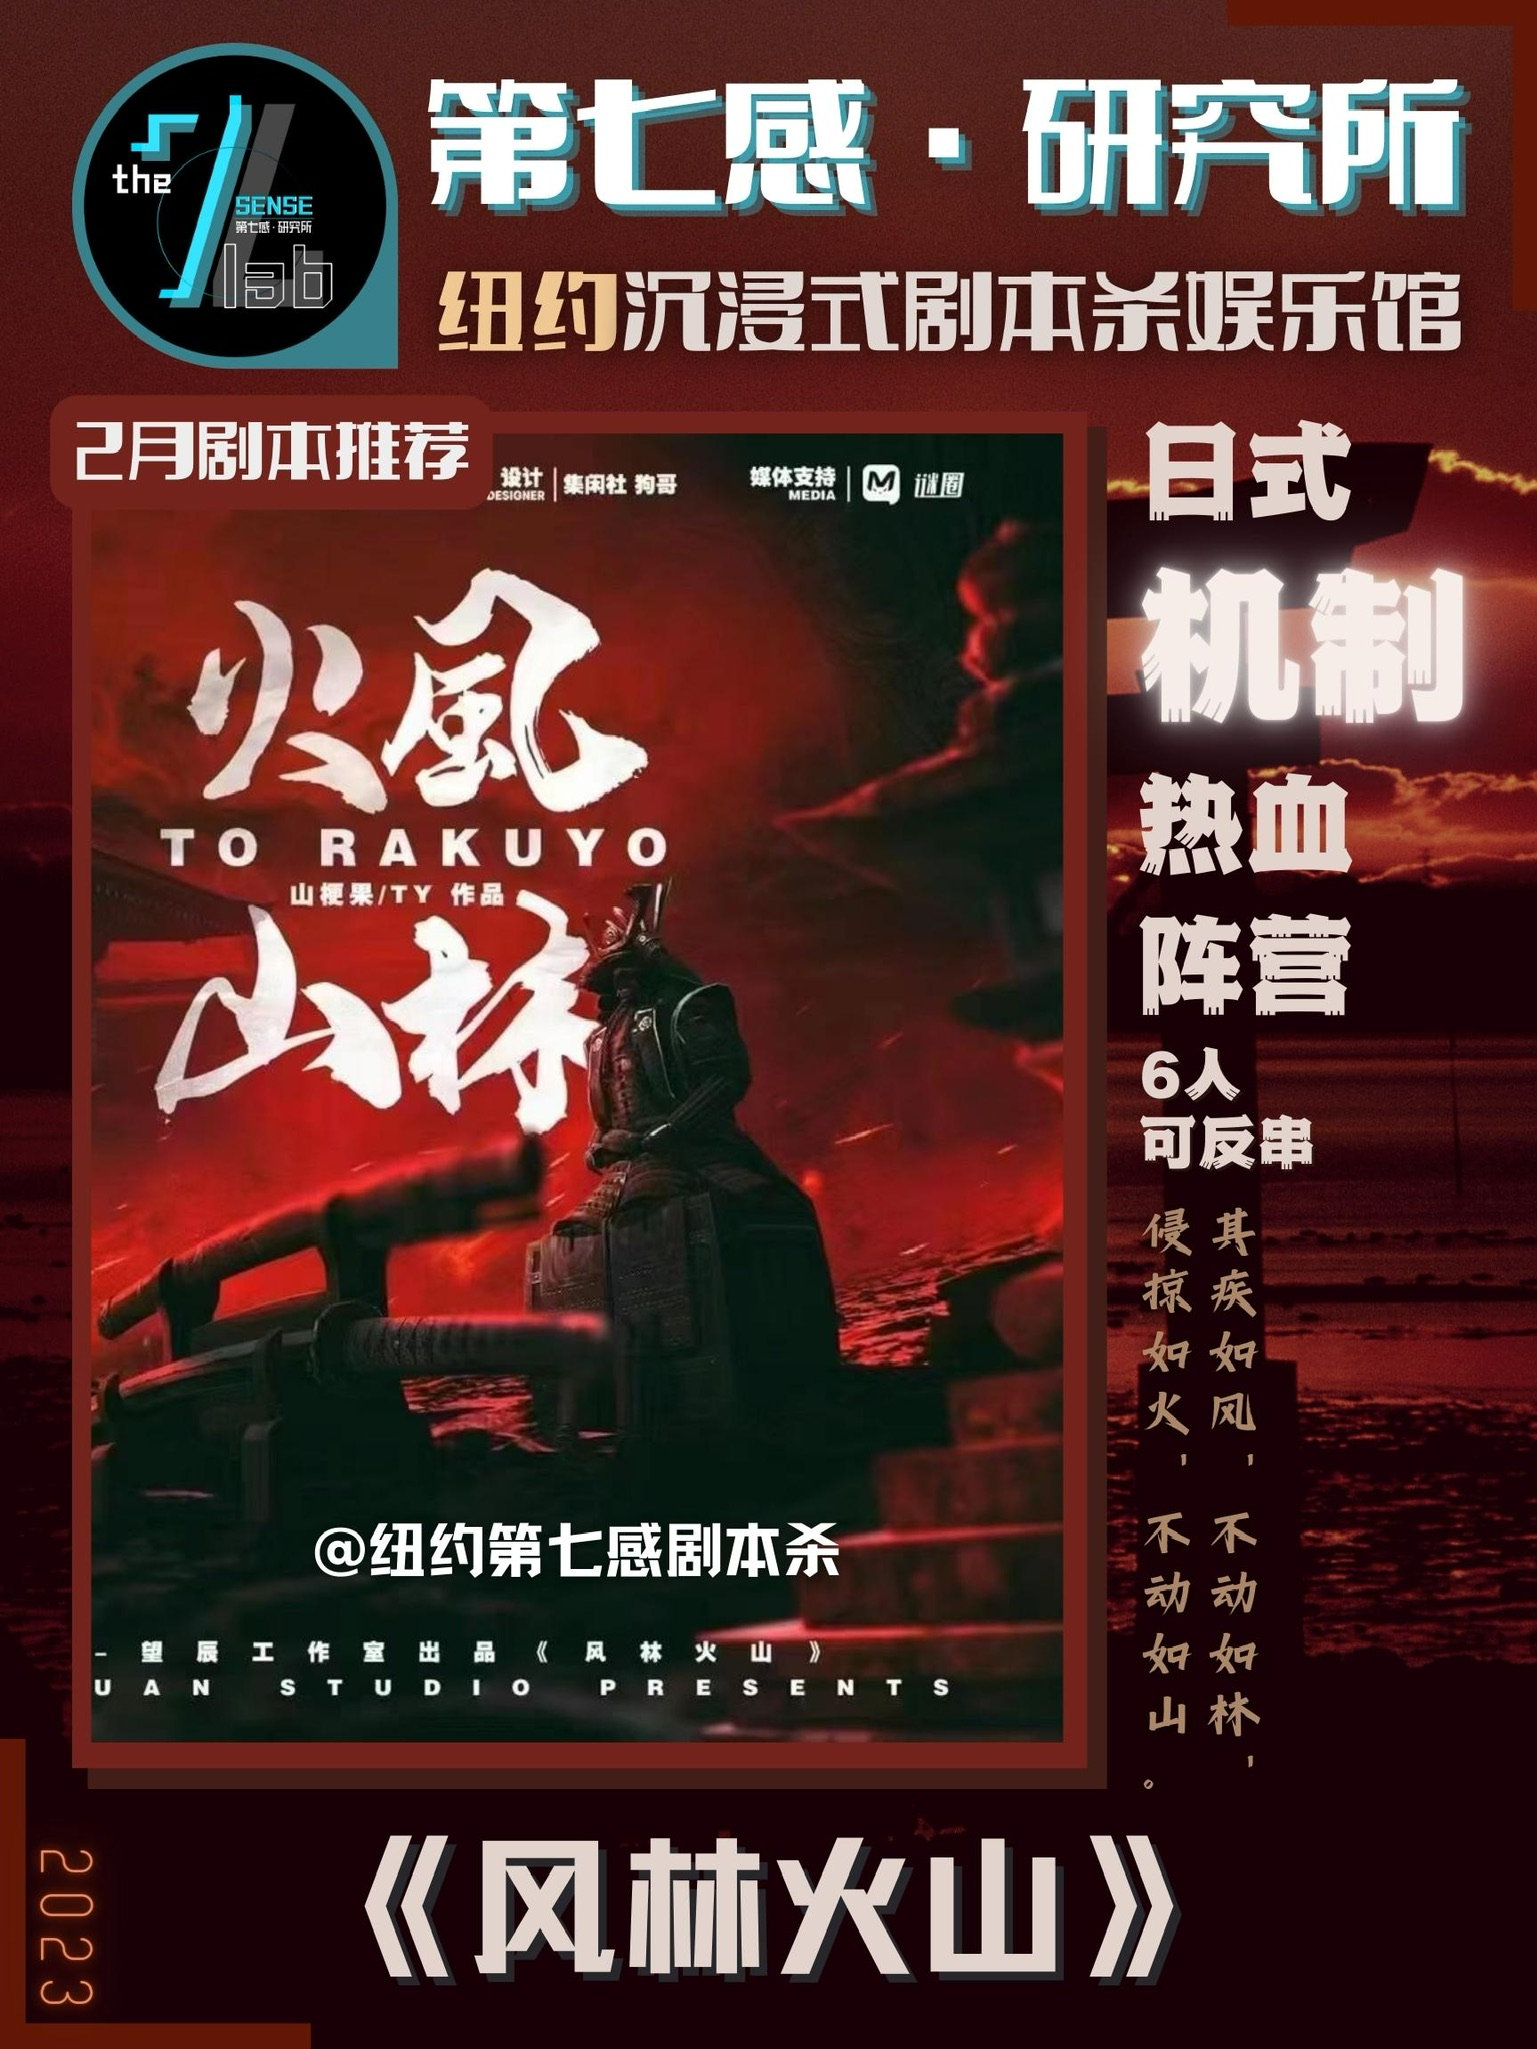 the
SENSE
第七感·研究所
lab
第七感·研究所
纽约沉浸式剧本杀娱乐馆
2月剧本推荐
设计 | 集闲社 狗哥
DESIGNER
媒体支持 | M 谜圈
MEDIA
火風
TO RAKUYO
山梗果/TY 作品
山林
@纽约第七感剧本杀
– 望辰工作室出品《风林火山》
UAN STUDIO PRESENTS
日式
机制
热血
阵营
6人
可反串
其疾如风，不动如林，
侵掠如火，不动如山。
《风林火山》
2023